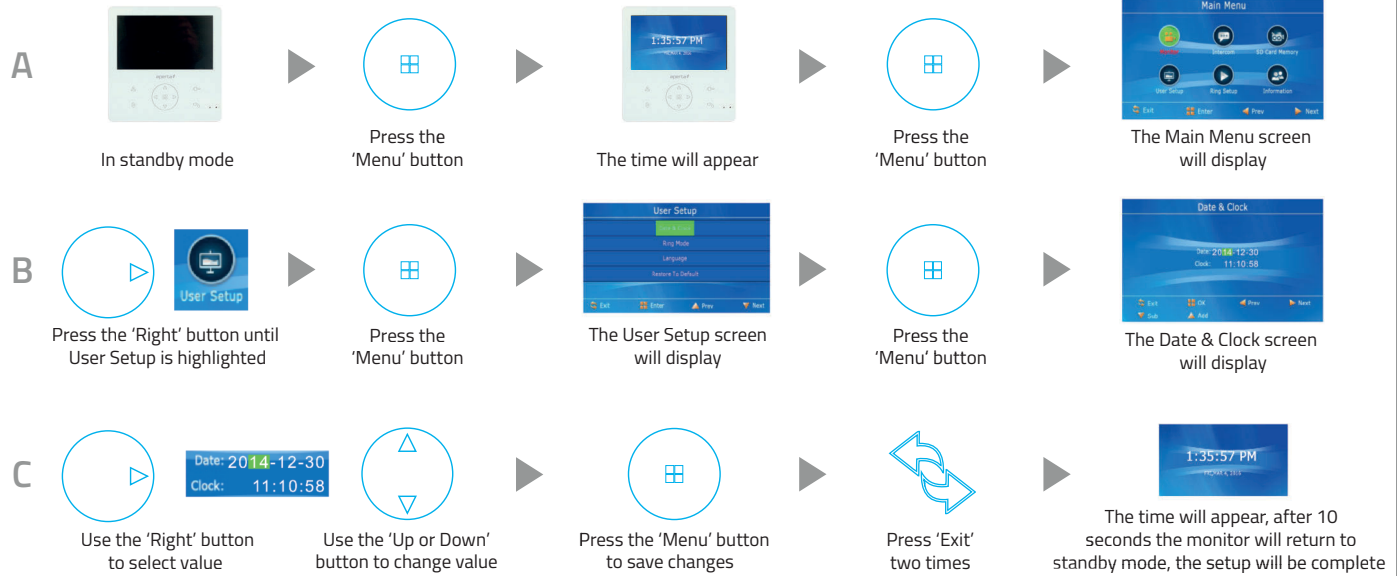 A
1:35:57 PM
Main Menu
Intercom
SD Card Memory
User Setup
Ring Setup
Information
Exit
Enter
Prev
Next
In standby mode
Press the
‘Menu’ button
The time will appear
Press the
‘Menu’ button
The Main Menu screen
will display
B
User Setup
Press the ‘Right’ button until
User Setup is highlighted
Press the
‘Menu’ button
User Setup
Date & Clock
Ring Mode
Language
Restore To Default
Exit
Enter
Prev
Next
The User Setup screen
will display
Press the
‘Menu’ button
Date & Clock
Date: 2014-12-30
Clock: 11:10:58
Exit
OK
Prev
Next
Sub
Add
The Date & Clock screen
will display
C
Date: 2014-12-30
Clock: 11:10:58
Use the ‘Right’ button
to select value
Use the ‘Up or Down’
button to change value
Press the ‘Menu’ button
to save changes
Press ‘Exit’
two times
1:35:57 PM
The time will appear, after 10
seconds the monitor will return to
standby mode, the setup will be complete